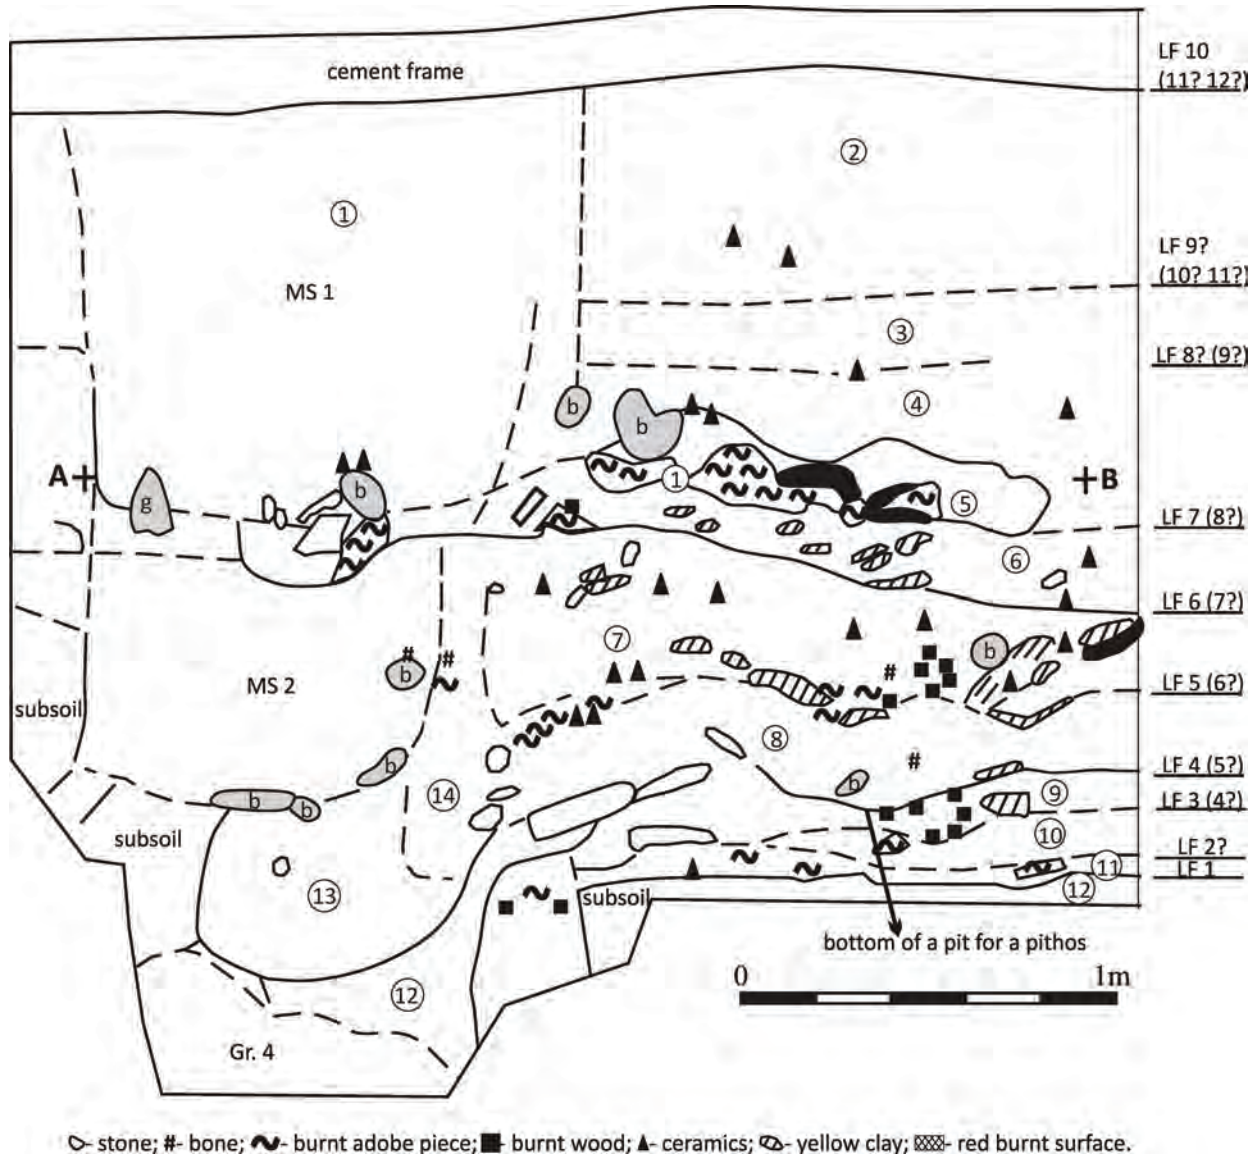 cement frame
LF 10
(11? 12?)
2
1
MS 1
LF 9?
(10? 11?)
3
LF 8? (9?)
4
b
b
A
B
g
b
1
5
LF 7 (8?)
6
LF 6 (7?)
7
#
#
b
#
b
MS 2
LF 5 (6?)
subsoil
8
b
#
b
LF 4 (5?)
b
b
14
9
LF 3 (4?)
subsoil
10
LF 2?
11
LF 1
12
13
subsoil
bottom of a pit for a pithos
0
1m
12
Gr. 4
- stone; #- bone; - burnt adobe piece; - burnt wood; - ceramics; - yellow clay; - red burnt surface.